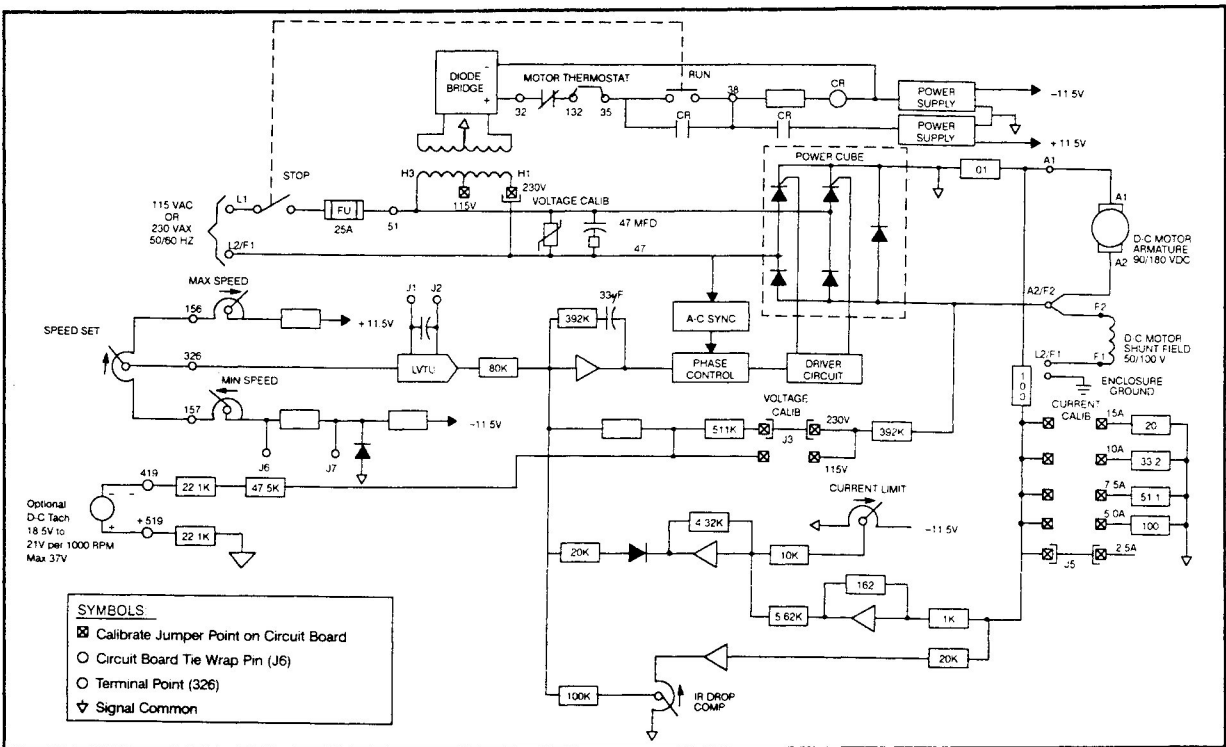 DIODE
BRIDGE
-
+
MOTOR THERMOSTAT
RUN
32
132
35
38
CR
CR
CR
POWER
SUPPLY
-11 5V
POWER
SUPPLY
+ 11.5V
POWER CUBE
H3
H1
230V
115V
VOLTAGE CALIB
STOP
L1
115 VAC
OR
230 VAX
50/60 HZ
FU
25A
51
L2/F1
47 MFD
47
01
A1
A1
D-C MOTOR
ARMATURE
90/180 VDC
A2
A2/F2
F2
D-C MOTOR
SHUNT FIELD
50/100 V
F1
L2/F1
ENCLOSURE
GROUND
MAX SPEED
156
+ 11.5V
SPEED SET
326
J1
J2
LVTU
80K
392K
A-C SYNC
PHASE
CONTROL
DRIVER
CIRCUIT
MIN SPEED
157
-11.5V
J6
J7
VOLTAGE
CALIB
511K
J3
230V
115V
392K
100
CURRENT
CALIB
15A
20
10A
33 2
7 5A
51 1
5.0A
100
J5
2.5A
419
22 1K
47.5K
Optional
D-C Tach
18.5V to
21V per 1000 RPM
Max 37V
- -
+
+ 519
22 1K
CURRENT LIMIT
-11.5V
4.32K
20K
10K
162
5.62K
1K
20K
100K
IR DROP
COMP
SYMBOLS:
Calibrate Jumper Point on Circuit Board
Circuit Board Tie Wrap Pin (J6)
Terminal Point (326)
Signal Common